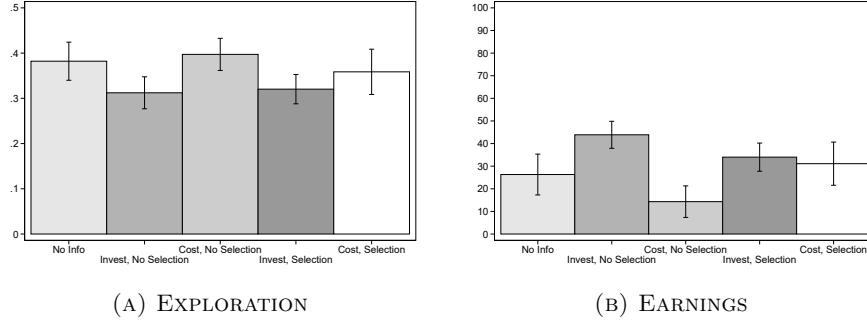 .5
.4
.3
.2
.1
0
No Info
Invest, No Selection
Cost, No Selection
Invest, Selection
Cost, Selection
(A) EXPLORATION
100
90
80
70
60
50
40
30
20
10
0
No Info
Invest, No Selection
Cost, No Selection
Invest, Selection
Cost, Selection
(B) EARNINGS